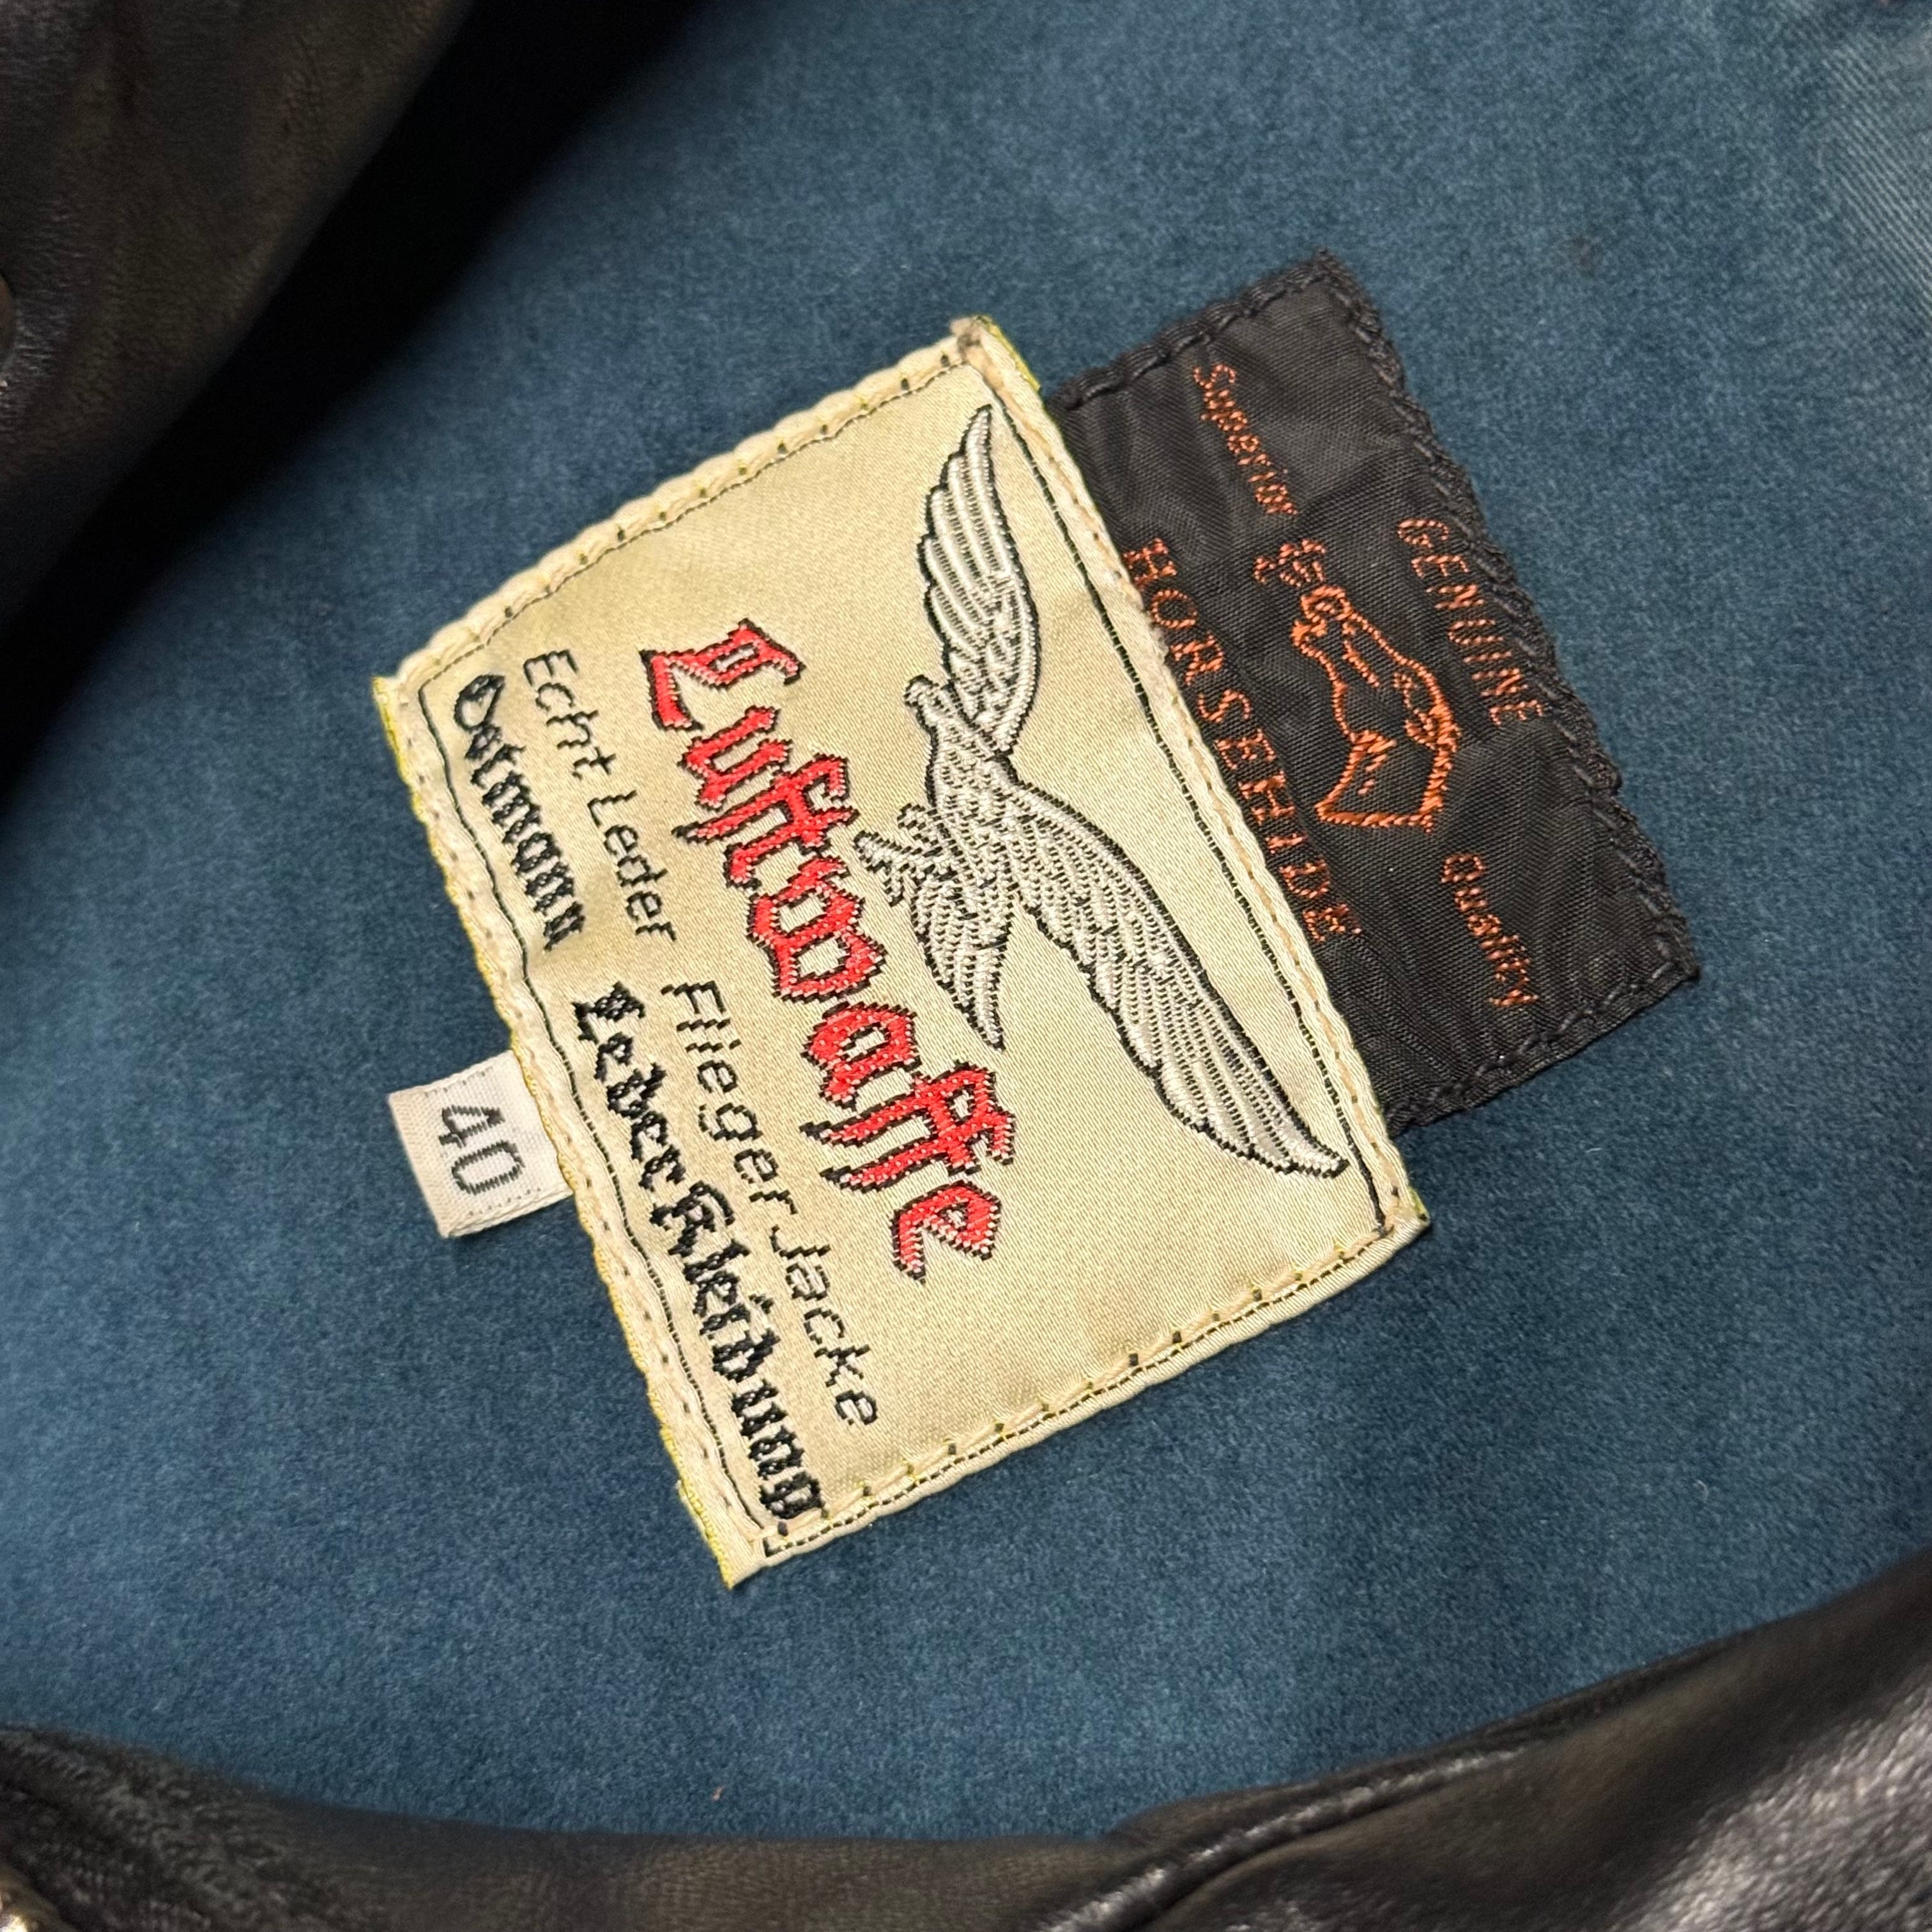 GENUINE
Superior Quality
HORSEHIDE
Luftwaffe
Echt Leder Flieger Jacke
Ostmann LederKleidung
40